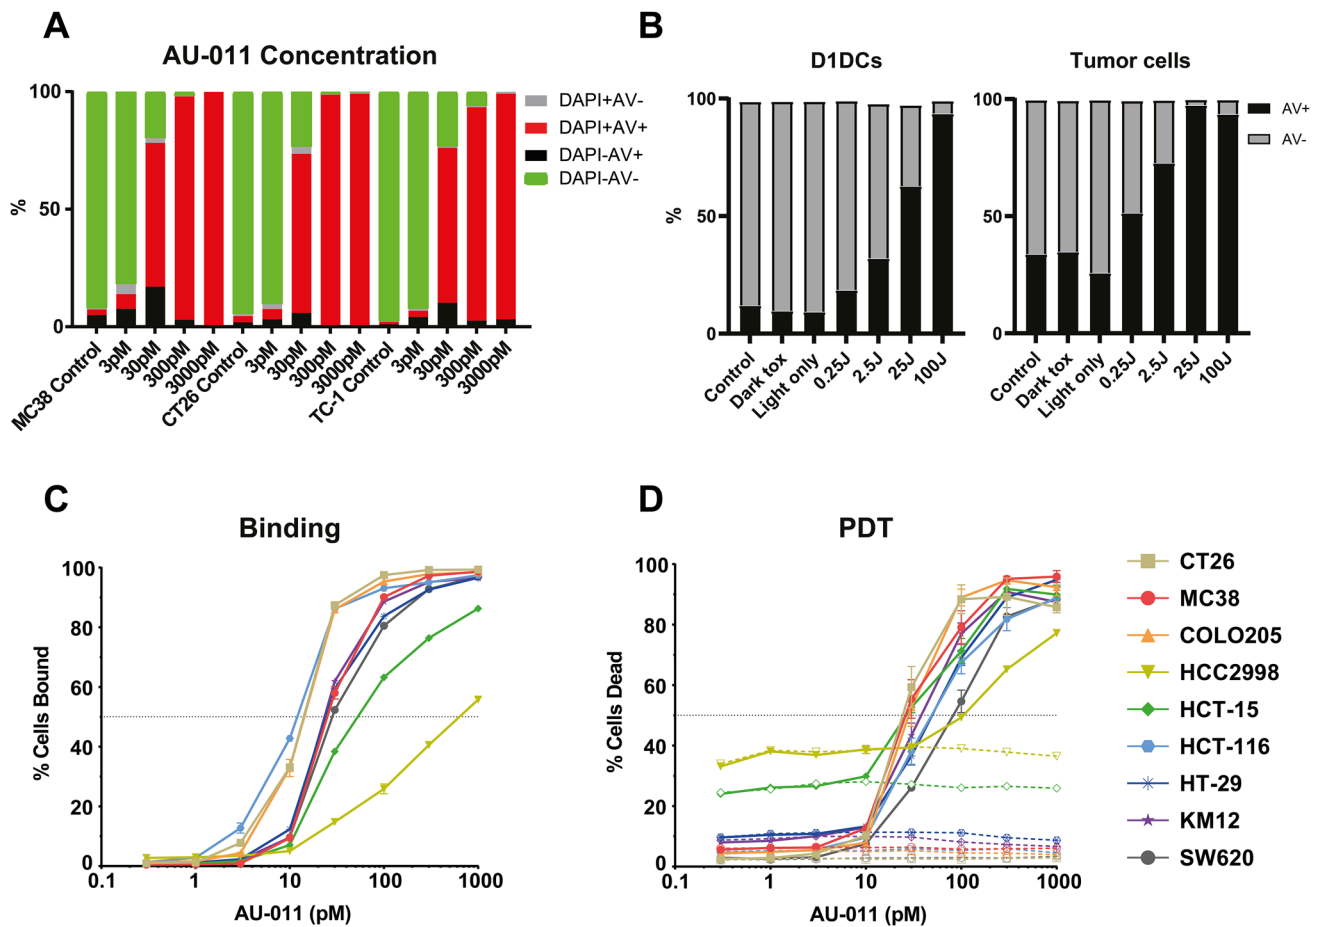 A
AU-011 Concentration
100
50
0
%
MC38 Control
3pM
30pM
300pM
3000pM
CT26 Control
3pM
30pM
300pM
3000pM
TC-1 Control
3pM
30pM
300pM
3000pM
DAPI+AV-
DAPI+AV+
DAPI-AV+
DAPI-AV-
B
D1DCs
100
50
0
%
Control
Dark tox
Light only
0.25J
2.5J
25J
100J
Tumor cells
100
50
0
Control
Dark tox
Light only
0.25J
2.5J
25J
100J
AV+
AV-
C
Binding
100
80
60
40
20
0
% Cells Bound
0.1
1
10
100
1000
AU-011 (pM)
D
PDT
100
80
60
40
20
0
% Cells Dead
0.1
1
10
100
1000
AU-011 (pM)
CT26
MC38
COLO205
HCC2998
HCT-15
HCT-116
HT-29
KM12
SW620